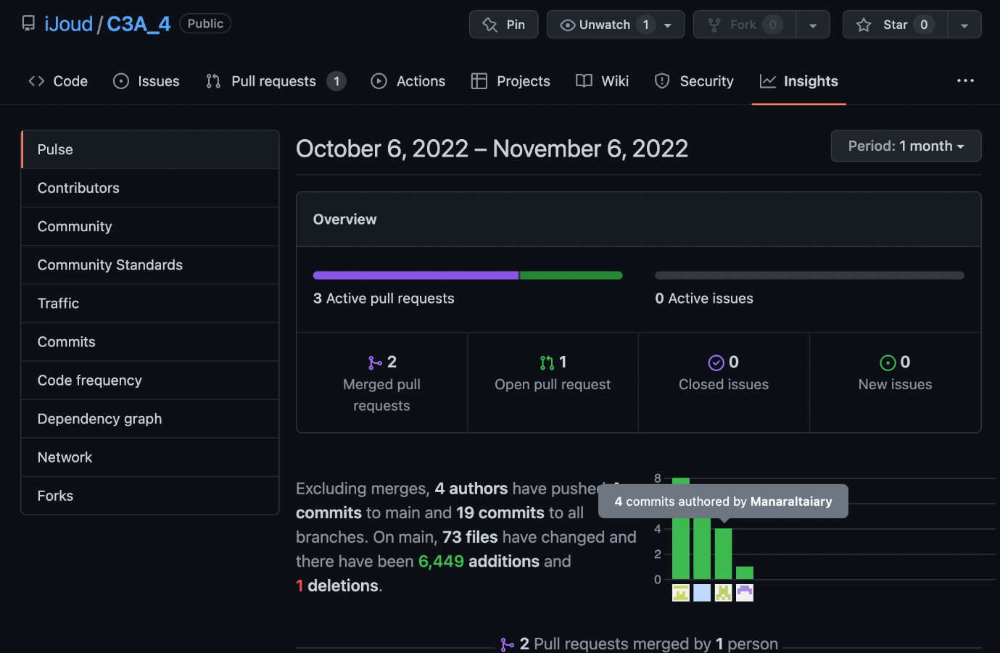 iJoud / C3A_4 Public
Pin
Unwatch 1
Fork 0
Star 0
Code
Issues
Pull requests 1
Actions
Projects
Wiki
Security
Insights
Pulse
Contributors
Community
Community Standards
Traffic
Commits
Code frequency
Dependency graph
Network
Forks
October 6, 2022 – November 6, 2022
Period: 1 month
Overview
3 Active pull requests
0 Active issues
2
Merged pull
requests
1
Open pull request
0
Closed issues
0
New issues
Excluding merges, 4 authors have pushed
commits to main and 19 commits to all
branches. On main, 73 files have changed and
there have been 6,449 additions and
1 deletions.
8
4 commits authored by Manaraltaiary
4
2
0
2 Pull requests merged by 1 person